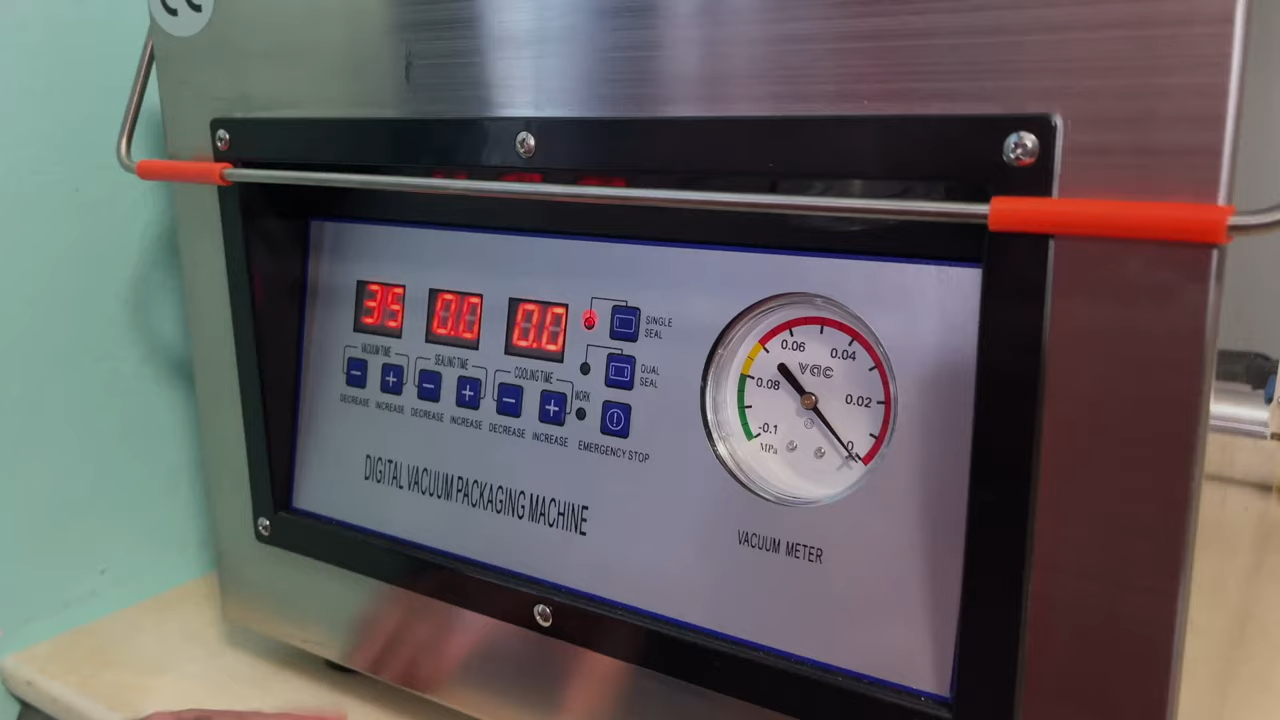 35 0.0 0.0
SINGLE SEAL
DUAL SEAL
VACUUM TIME SEALING TIME COOLING TIME WORK
DECREASE INCREASE DECREASE INCREASE DECREASE INCREASE EMERGENCY STOP
DIGITAL VACUUM PACKAGING MACHINE
0.06 0.04
vac
0.08 0.02
-0.1 0
MPa
VACUUM METER